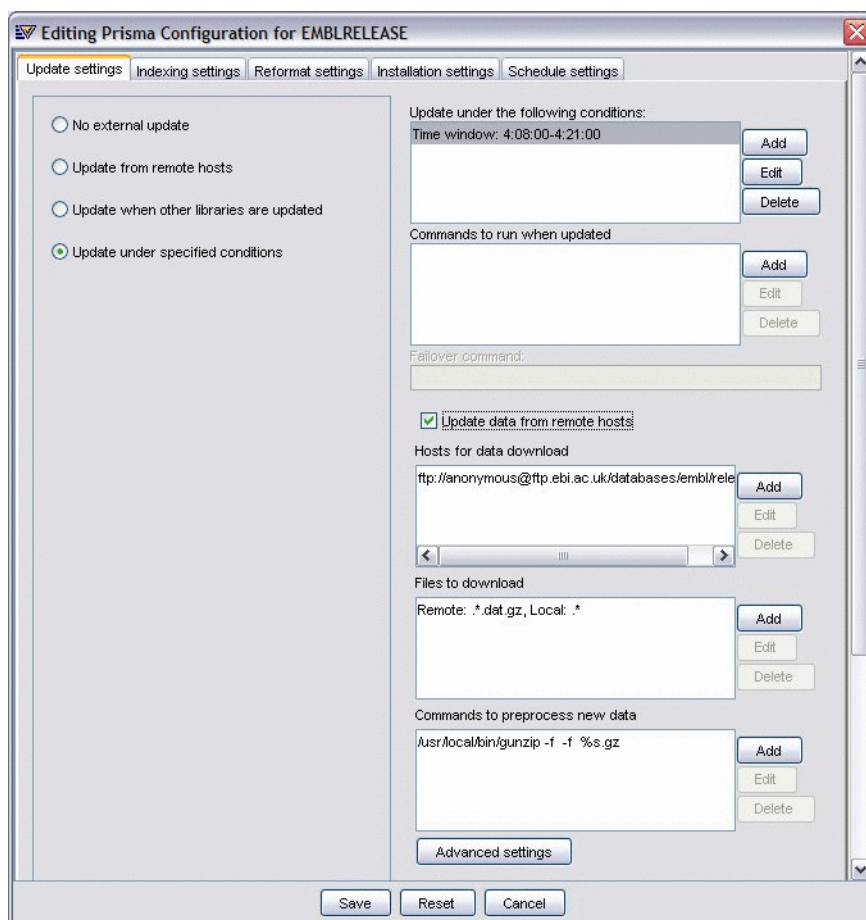 Editing Prisma Configuration for EMBLRELEASE
Update settings Indexing settings Reformat settings Installation settings Schedule settings
No external update
Update from remote hosts
Update when other libraries are updated
Update under specified conditions
Update under the following conditions:
Time window: 4:08:00-4:21:00
Add
Edit
Delete
Commands to run when updated
Add
Edit
Delete
Failover command:
Update data from remote hosts
Hosts for data download
ftp://anonymous@ftp.ebi.ac.uk/databases/embl/rele
Add
Edit
Delete
Files to download
Remote: .*.dat.gz, Local: .*
Add
Edit
Delete
Commands to preprocess new data
/usr/local/bin/gunzip -f -f %s.gz
Add
Edit
Delete
Advanced settings
Save Reset Cancel